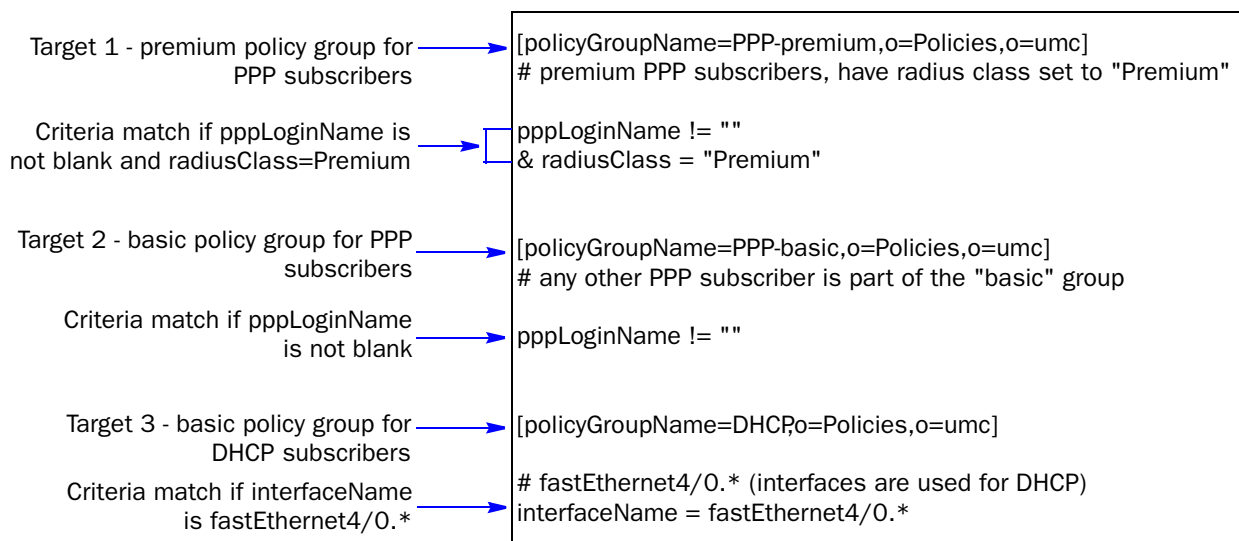 Target 1 - premium policy group for
PPP subscribers
[policyGroupName=PPP-premium,o=Policies,o=umc]
# premium PPP subscribers, have radius class set to "Premium"
Criteria match if pppLoginName is
not blank and radiusClass=Premium
pppLoginName != ""
& radiusClass = "Premium"
Target 2 - basic policy group for PPP
subscribers
[policyGroupName=PPP-basic,o=Policies,o=umc]
# any other PPP subscriber is part of the "basic" group
Criteria match if pppLoginName
is not blank
pppLoginName != ""
Target 3 - basic policy group for
DHCP subscribers
[policyGroupName=DHCP,o=Policies,o=umc]
Criteria match if interfaceName
is fastEthernet4/0.*
# fastEthernet4/0.* (interfaces are used for DHCP)
interfaceName = fastEthernet4/0.*